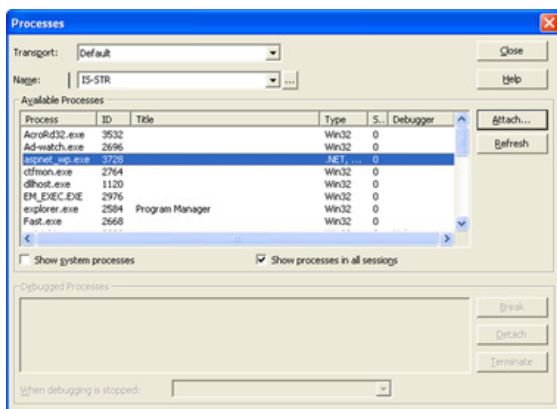 Processes
Transport: Default
Close
Name: IS-STR ...
Help
Available Processes
Process ID Title Type S... Debugger
AcroRd32.exe 3532 Win32 0
Ad-watch.exe 2696 Win32 0
aspnet_wp.exe 3728 .NET, ... 0
ctfmon.exe 2764 Win32 0
dllhost.exe 1120 Win32 0
EM_EXEC.EXE 2976 Win32 0
explorer.exe 2584 Program Manager Win32 0
Fast.exe 2668 Win32 0
Attach...
Refresh
Show system processes Show processes in all sessions
Debugged Processes
Break
Detach
Terminate
When debugging is stopped: